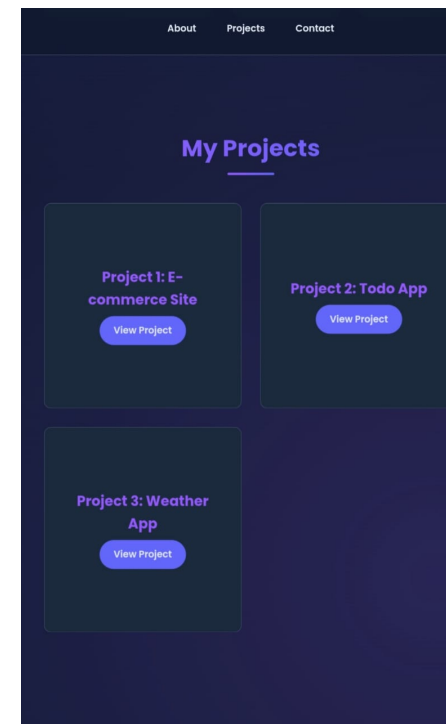 About Projects Contact
My Projects
Project 1: E-
commerce Site
View Project
Project 2: Todo App
View Project
Project 3: Weather
App
View Project